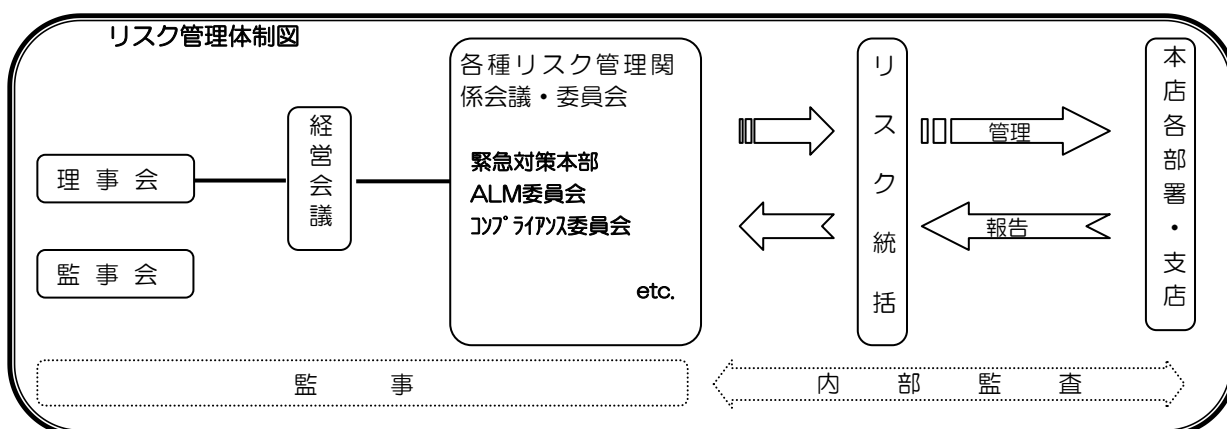 リスク管理体制図
理事会
監事会
経営会議
各種リスク管理関
係会議・委員会
緊急対策本部
ALM委員会
ｺﾝﾌﾟﾗｲｱﾝｽ委員会
etc.
リスク統括
管理
報告
本店各部署・支店
監事
内部監査